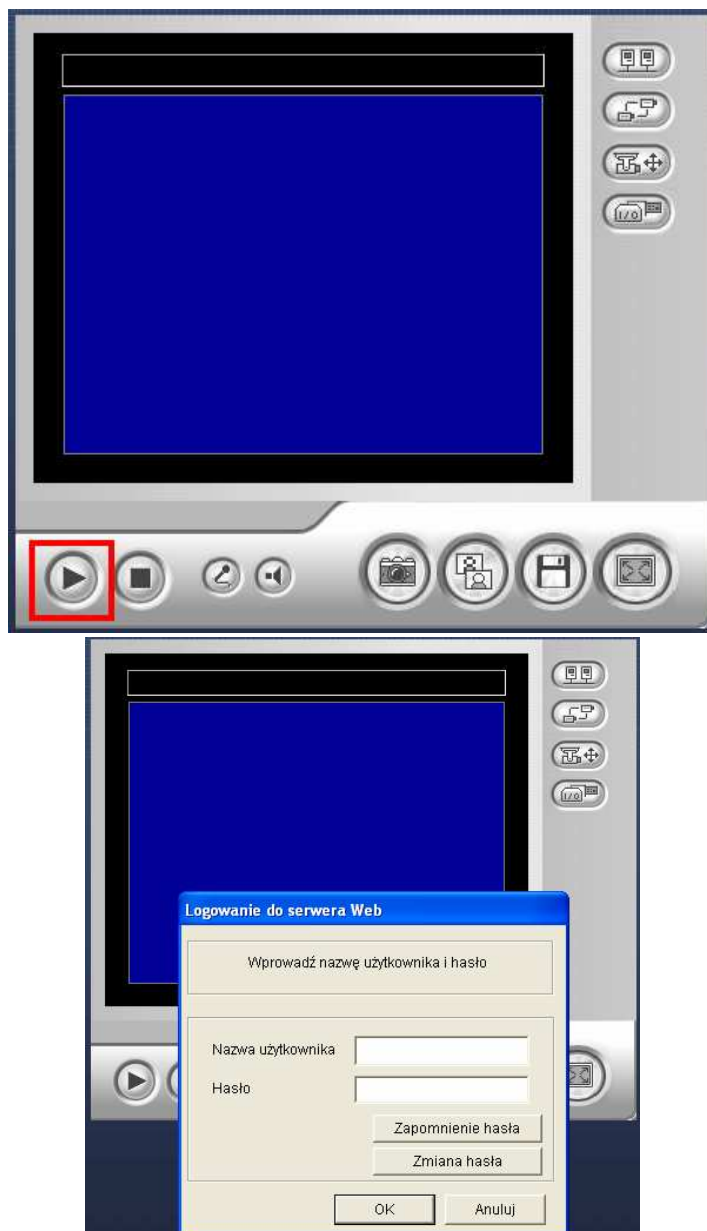 I/O
I/O
Logowanie do serwera Web
Wprowadź nazwę użytkownika i hasło
Nazwa użytkownika
Hasło
Zapomnienie hasła
Zmiana hasła
OK
Anuluj